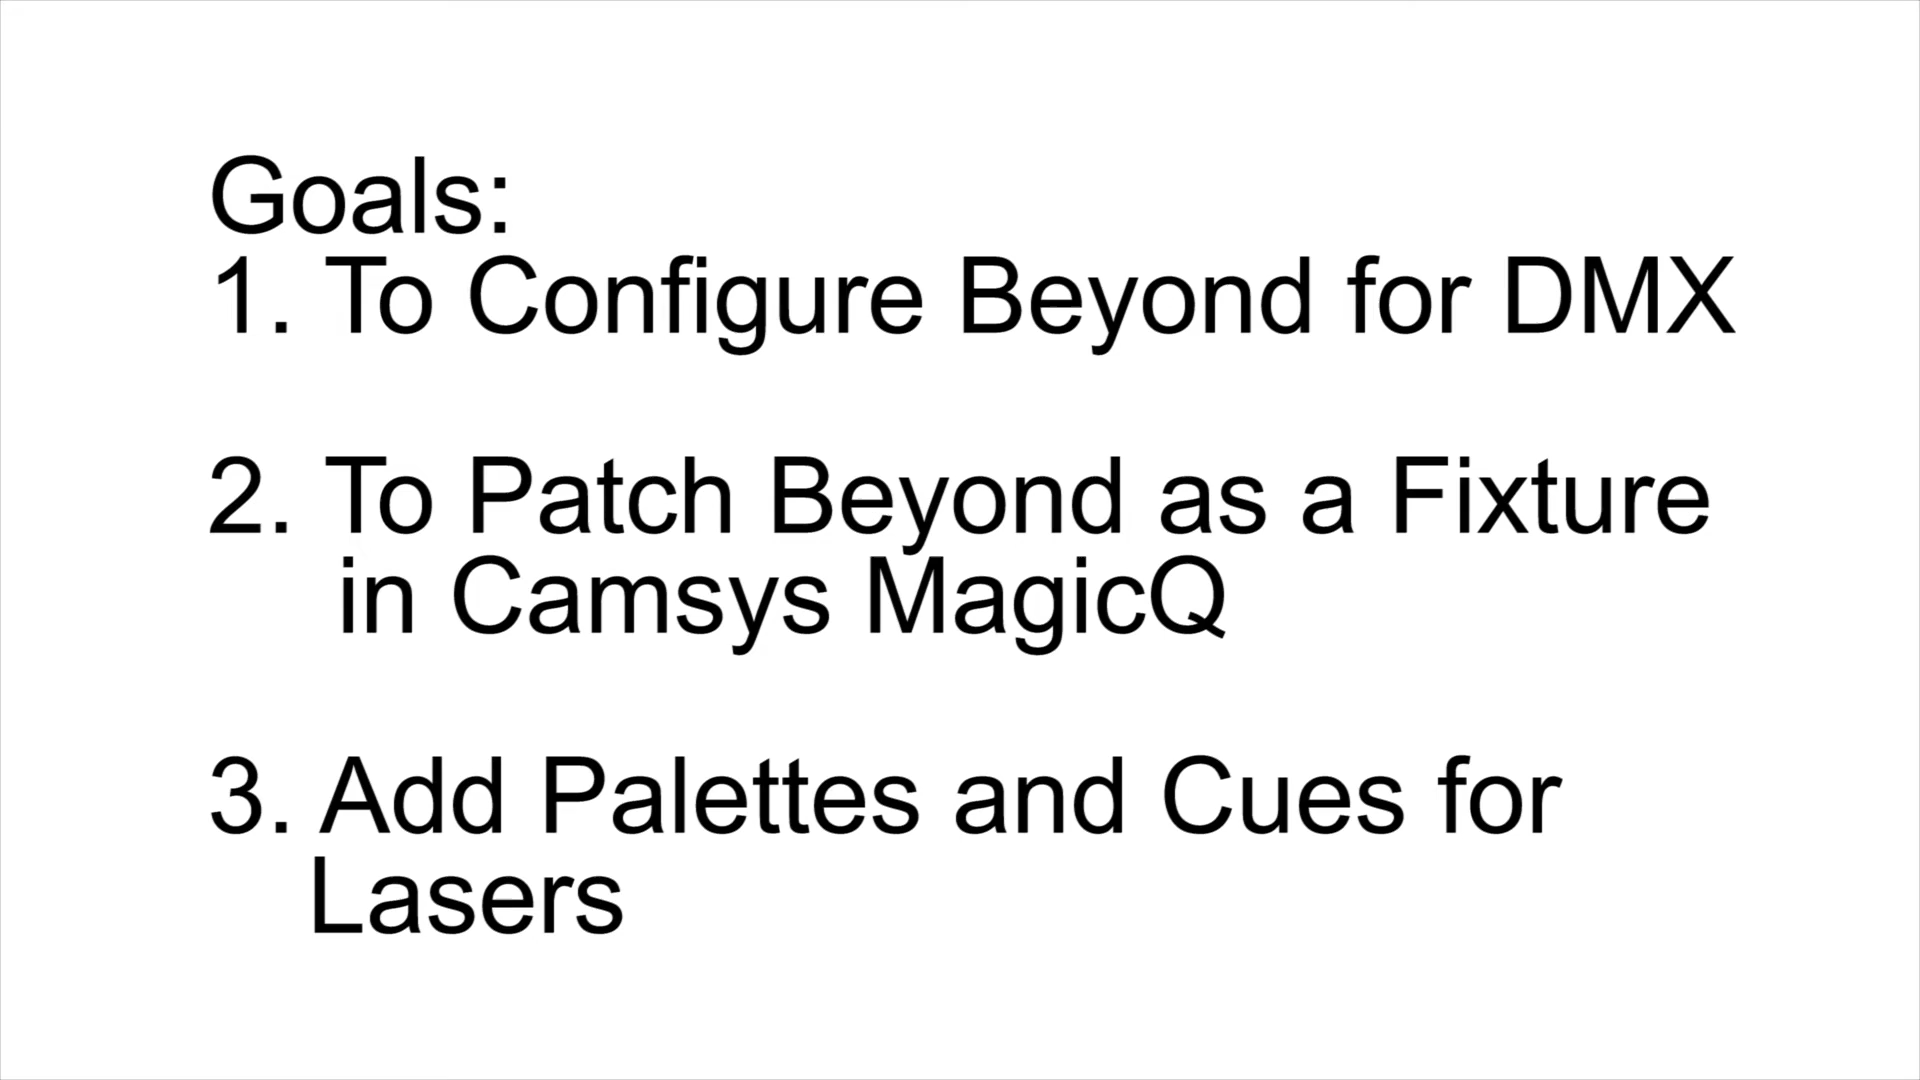 Goals:
1. To Configure Beyond for DMX
2. To Patch Beyond as a Fixture
in Camsys MagicQ
3. Add Palettes and Cues for
Lasers